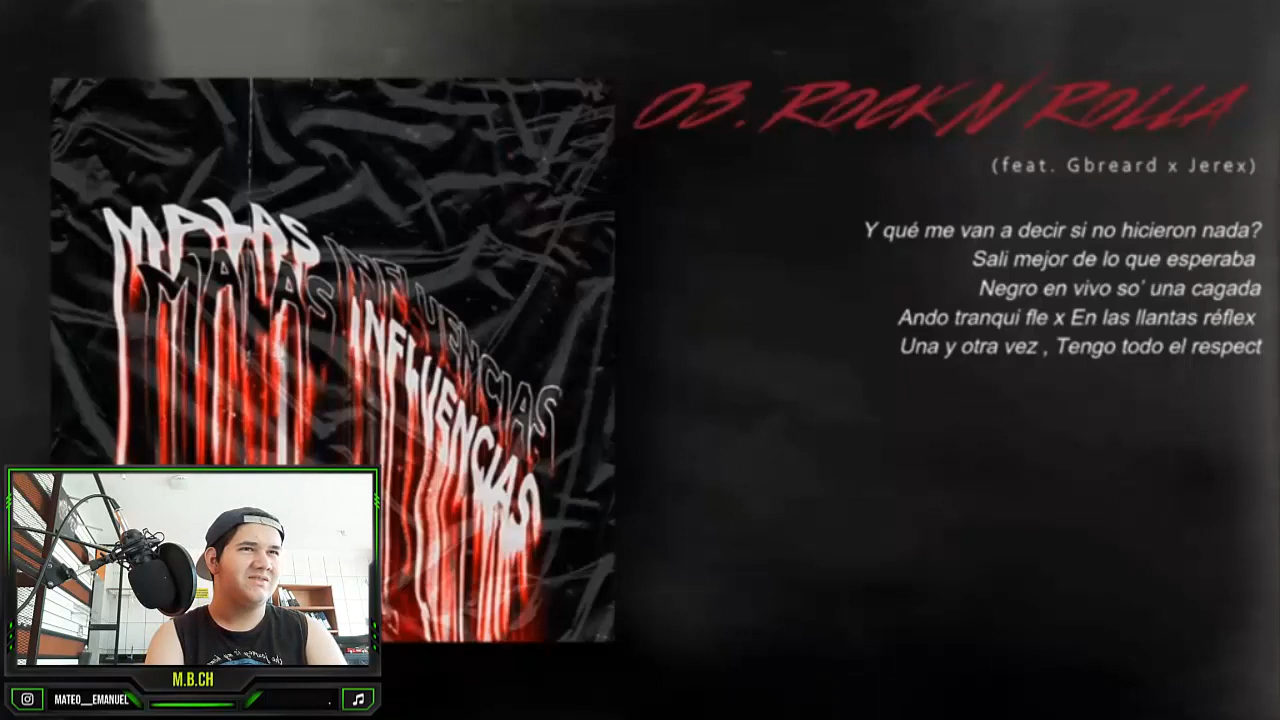 03. ROCK N ROLLA
(feat. Gbreard x Jerex)
Y qué me van a decir si no hicieron nada?
Sali mejor de lo que esperaba
Negro en vivo so' una cagada
Ando tranqui fle x En las llantas réflex
Una y otra vez , Tengo todo el respect
MALAS
MALAS
INFLUENCIAS
INFLUENCIAS
M.B.CH
MATEO__EMANUEL